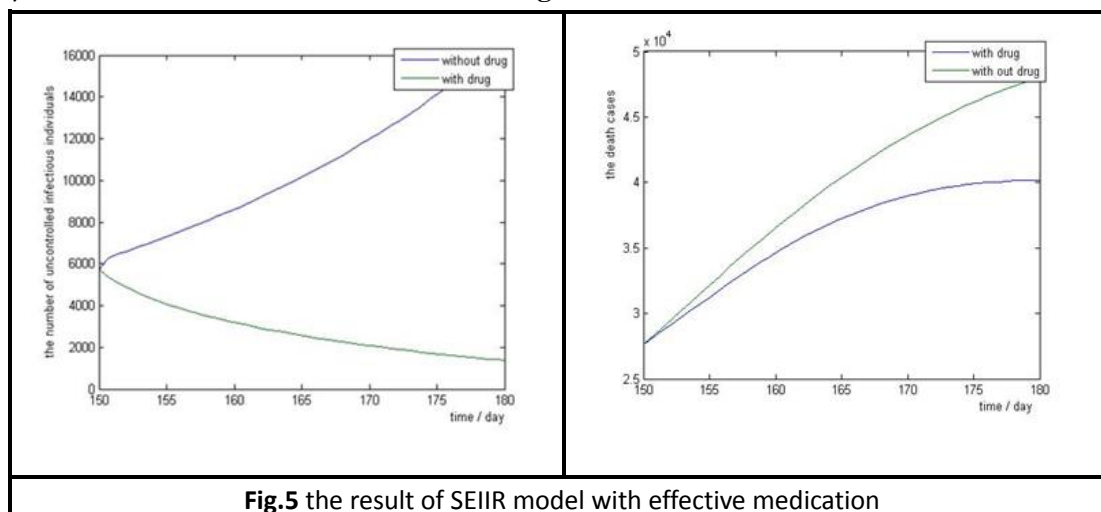 16000
14000
12000
10000
8000
6000
4000
2000
0
150 155 160 165 170 175 180
time / day
the number of uncontrolled infectious individuals
without drug
with drug
x 10^4
5
4.5
4
3.5
3
2.5
150 155 160 165 170 175 180
time / day
the death cases
with drug
with out drug
Fig.5 the result of SEIIR model with effective medication